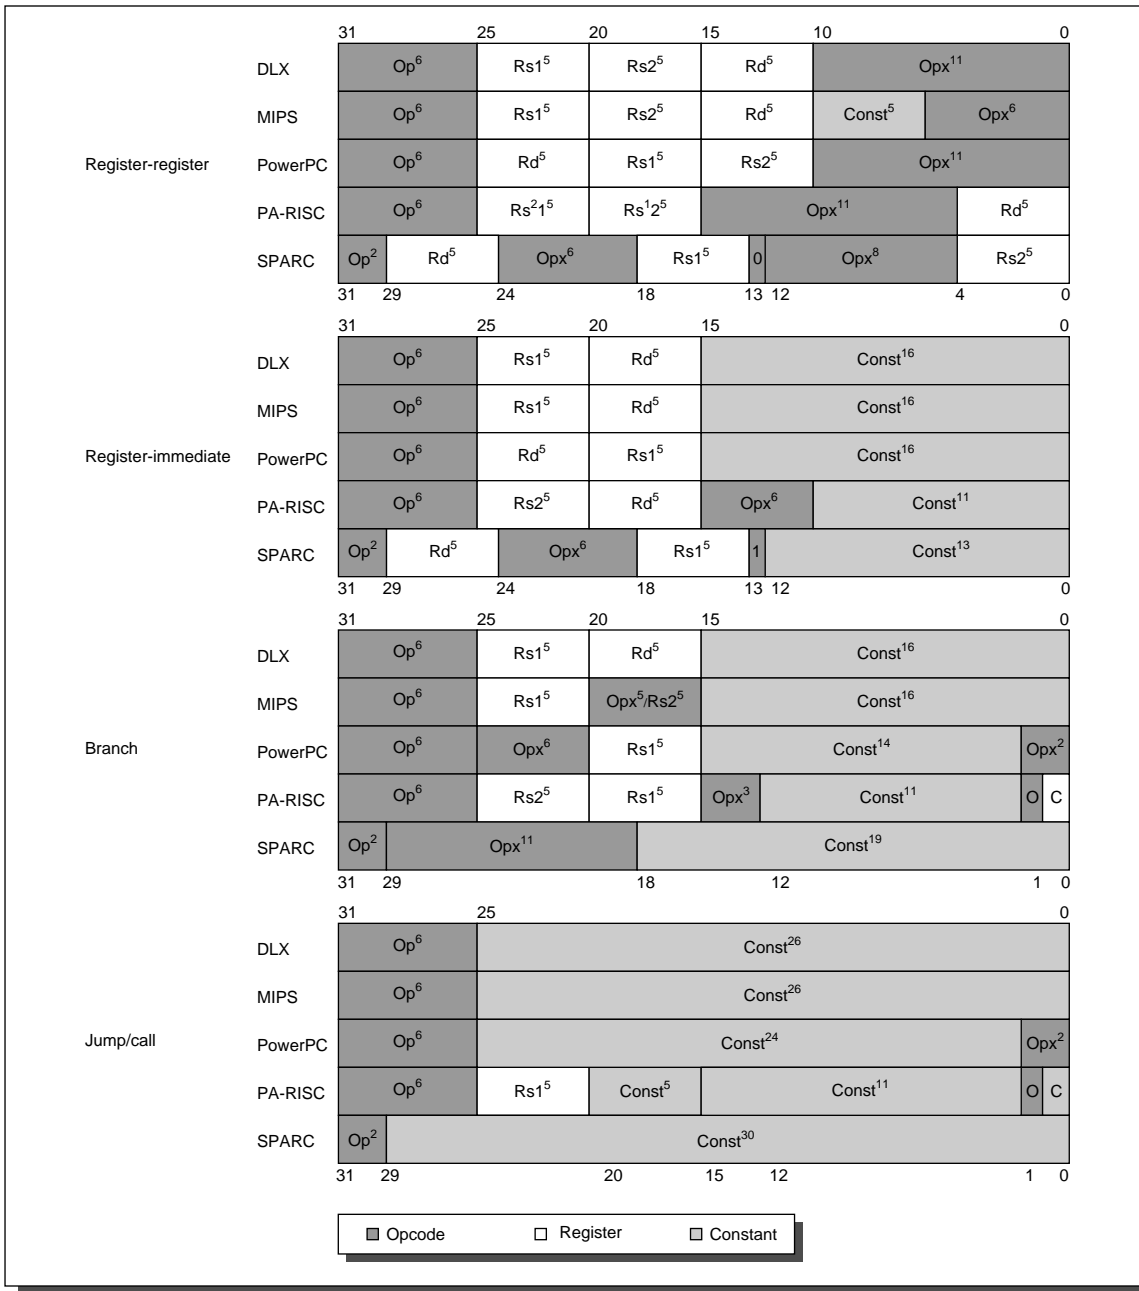 31 25 20 15 10 0
DLX Op⁶ Rs1⁵ Rs2⁵ Rd⁵ Opx¹¹
MIPS Op⁶ Rs1⁵ Rs2⁵ Rd⁵ Const⁵ Opx⁶
Register-register PowerPC Op⁶ Rd⁵ Rs1⁵ Rs2⁵ Opx¹¹
PA-RISC Op⁶ Rs²1⁵ Rs¹2⁵ Opx¹¹ Rd⁵
SPARC Op² Rd⁵ Opx⁶ Rs1⁵ 0 Opx⁸ Rs2⁵
31 29 24 18 13 12 4 0
31 25 20 15 0
DLX Op⁶ Rs1⁵ Rd⁵ Const¹⁶
MIPS Op⁶ Rs1⁵ Rd⁵ Const¹⁶
Register-immediate PowerPC Op⁶ Rd⁵ Rs1⁵ Const¹⁶
PA-RISC Op⁶ Rs2⁵ Rd⁵ Opx⁶ Const¹¹
SPARC Op² Rd⁵ Opx⁶ Rs1⁵ 1 Const¹³
31 29 24 18 13 12 0
31 25 20 15 0
DLX Op⁶ Rs1⁵ Rd⁵ Const¹⁶
MIPS Op⁶ Rs1⁵ Opx⁵/Rs2⁵ Const¹⁶
Branch PowerPC Op⁶ Opx⁶ Rs1⁵ Const¹⁴ Opx²
PA-RISC Op⁶ Rs2⁵ Rs1⁵ Opx³ Const¹¹ O C
SPARC Op² Opx¹¹ Const¹⁹
31 29 18 12 1 0
31 25 0
DLX Op⁶ Const²⁶
MIPS Op⁶ Const²⁶
Jump/call PowerPC Op⁶ Const²⁴ Opx²
PA-RISC Op⁶ Rs1⁵ Const⁵ Const¹¹ O C
SPARC Op² Const³⁰
31 29 20 15 12 1 0
Opcode Register Constant